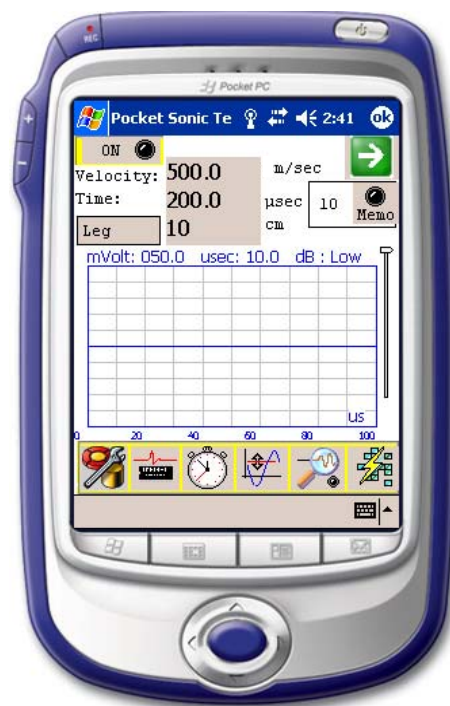 REC
Pocket PC
Pocket Sonic Te 2:41 ok
ON
Velocity: 500.0 m/sec
Time: 200.0 µsec 10 Memo
Leg 10 cm
mVolt: 050.0 usec: 10.0 dB : Low
us
0 20 40 60 80 100